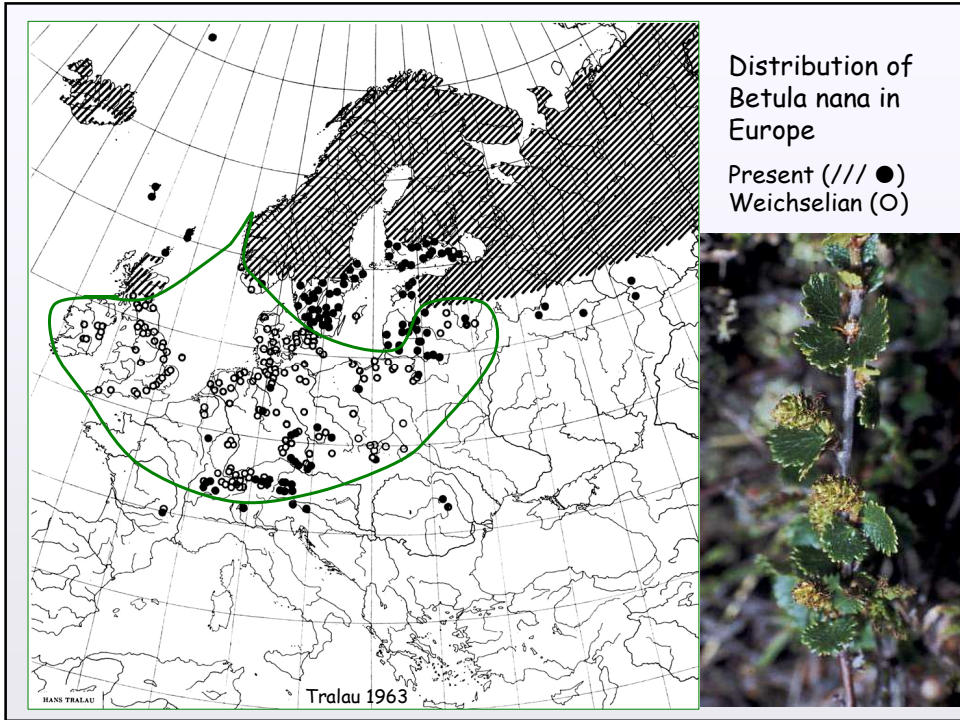 Distribution of
Betula nana in
Europe
Present (/// ●)
Weichselian (O)
HANS TRALAU
Tralau 1963